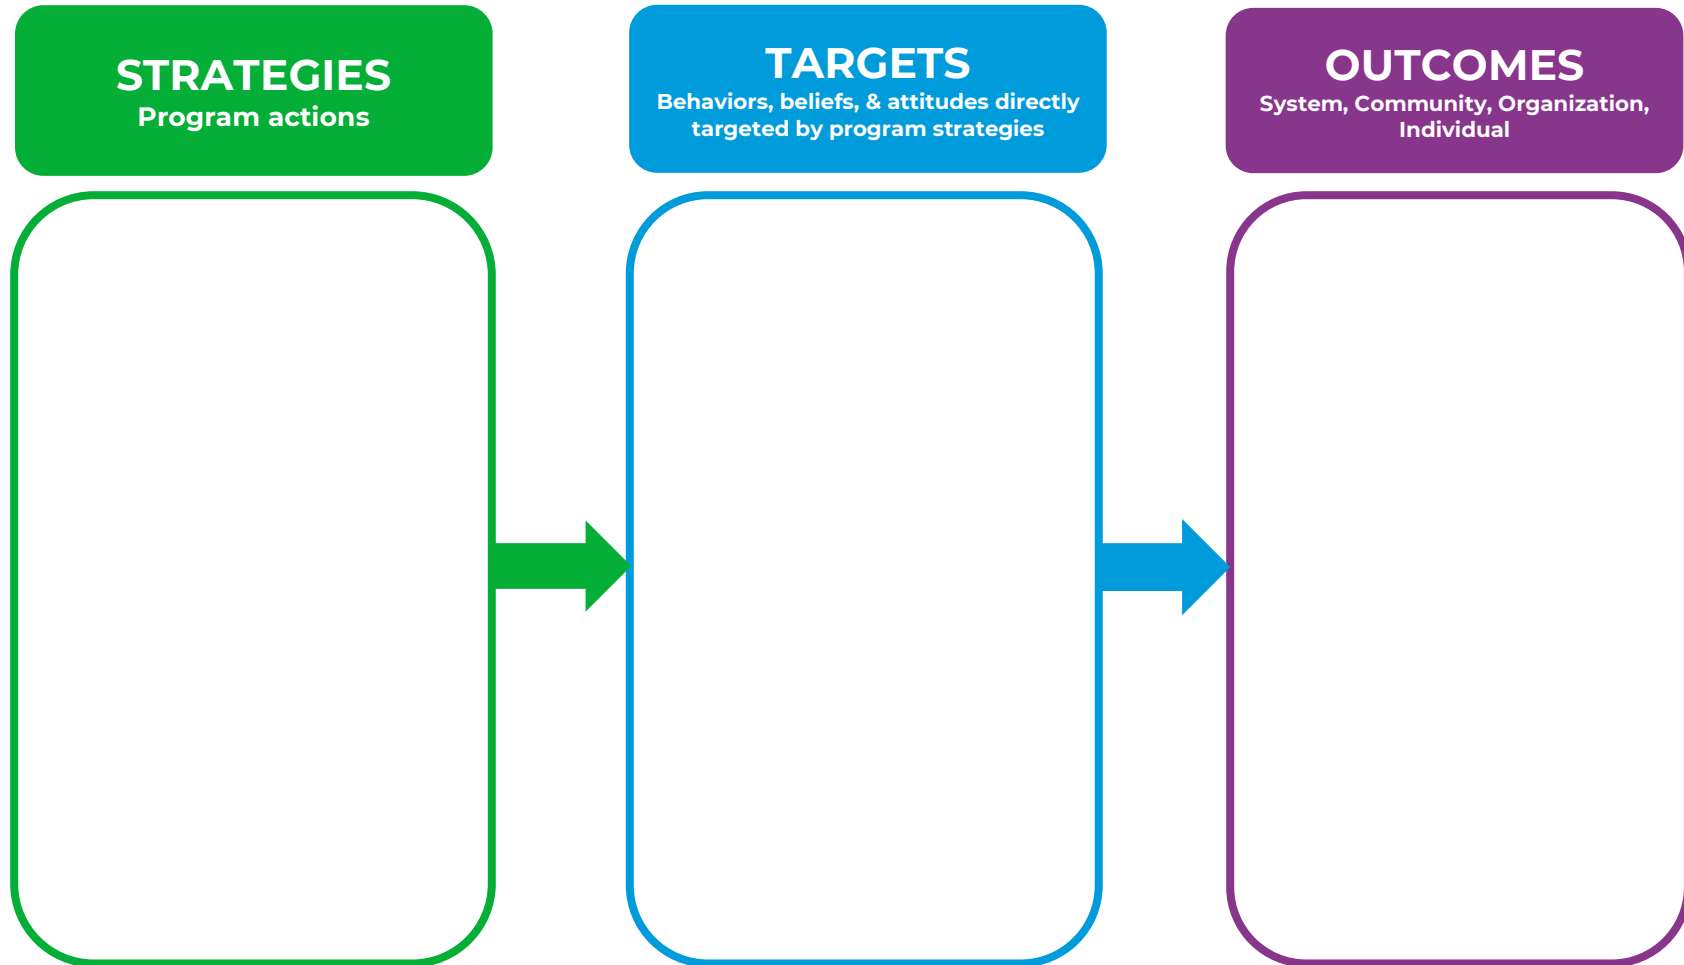 STRATEGIES
Program actions
TARGETS
Behaviors, beliefs, & attitudes directly
targeted by program strategies
OUTCOMES
System, Community, Organization,
Individual